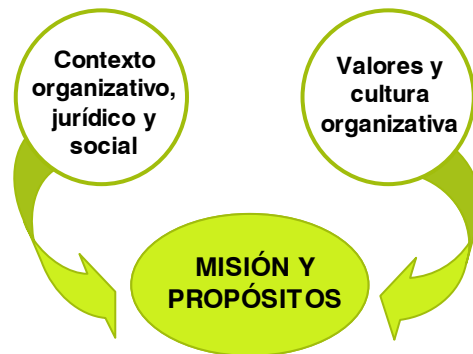 Contexto
organizativo,
jurídico y
social
Valores y
cultura
organizativa
MISIÓN Y
PROPÓSITOS